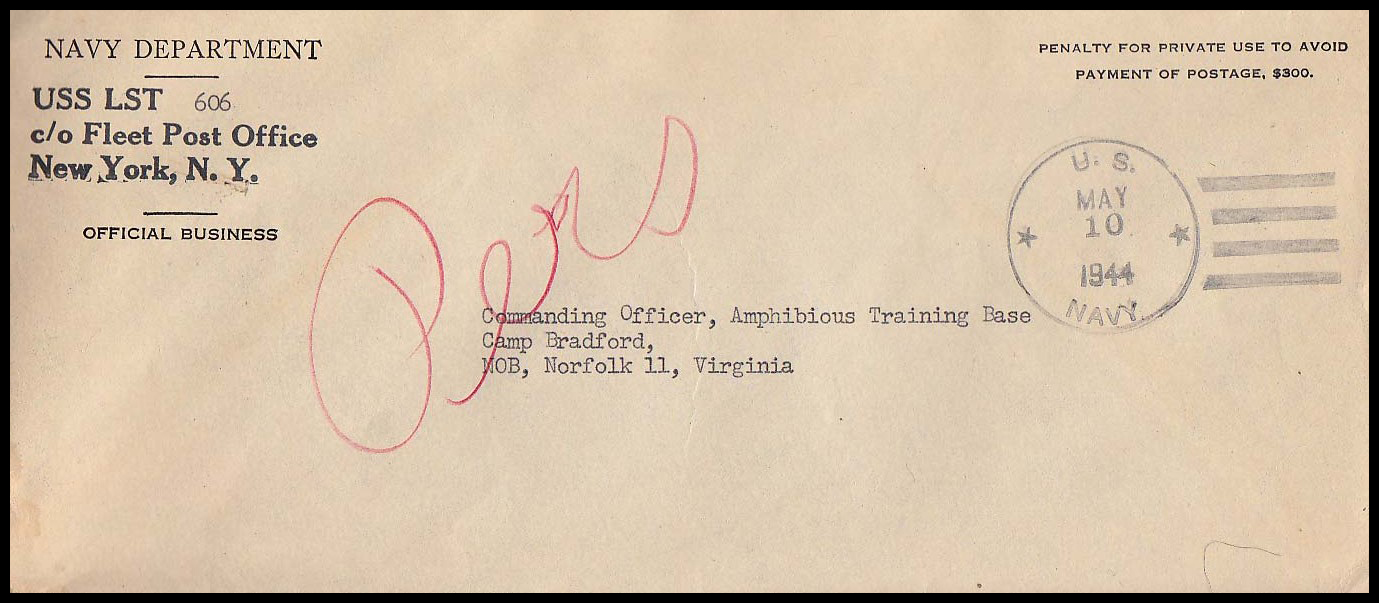 NAVY DEPARTMENT
USS LST 606
c/o Fleet Post Office
New York, N. Y.
OFFICIAL BUSINESS
PENALTY FOR PRIVATE USE TO AVOID
PAYMENT OF POSTAGE, $300.
U. S.
MAY
10
1944
NAVY.
Pers
Commanding Officer, Amphibious Training Base
Camp Bradford,
NOB, Norfolk 11, Virginia